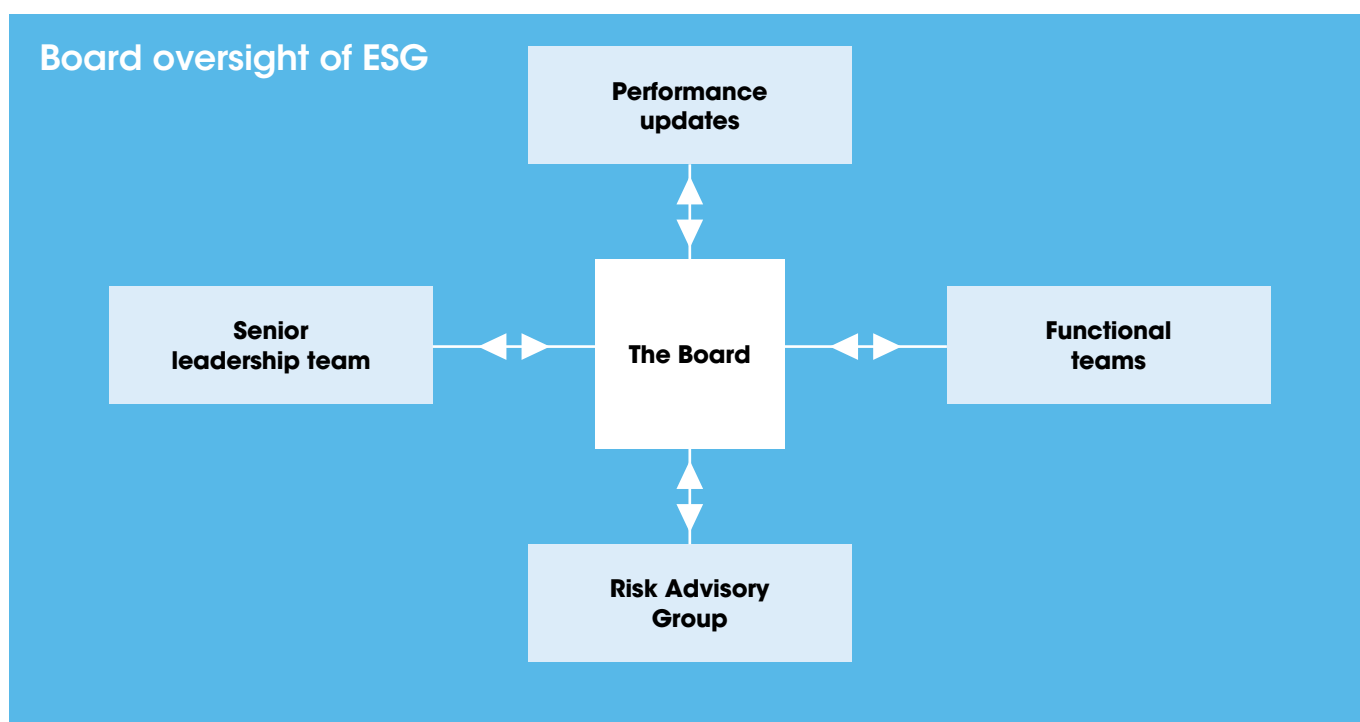 Board oversight of ESG
Performance
updates
Senior
leadership team
The Board
Functional
teams
Risk Advisory
Group